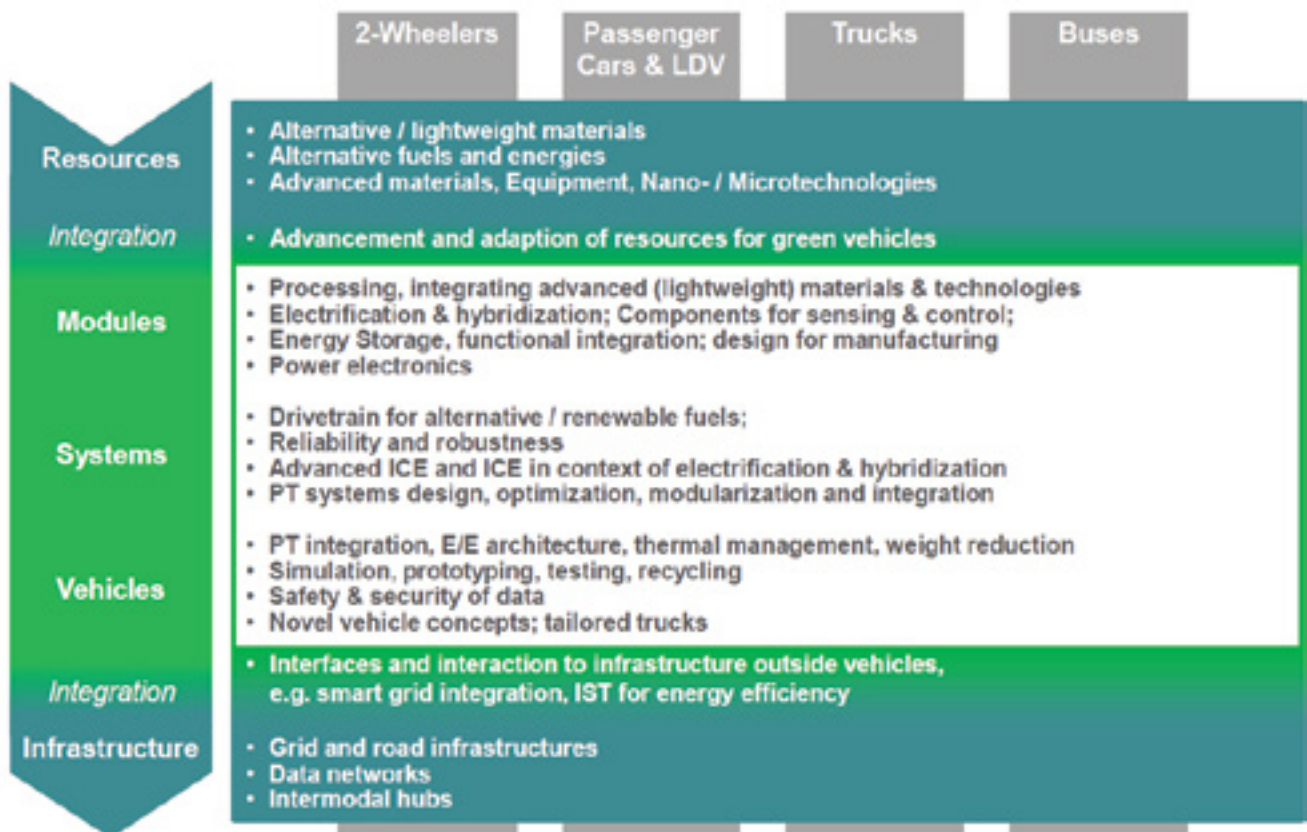 2-Wheelers
Passenger
Cars & LDV
Trucks
Buses
Resources
• Alternative / lightweight materials
• Alternative fuels and energies
• Advanced materials, Equipment, Nano- / Microtechnologies
Integration
• Advancement and adaption of resources for green vehicles
Modules
• Processing, integrating advanced (lightweight) materials & technologies
• Electrification & hybridization; Components for sensing & control;
• Energy Storage, functional integration; design for manufacturing
• Power electronics
Systems
• Drivetrain for alternative / renewable fuels;
• Reliability and robustness
• Advanced ICE and ICE in context of electrification & hybridization
• PT systems design, optimization, modularization and integration
Vehicles
• PT integration, E/E architecture, thermal management, weight reduction
• Simulation, prototyping, testing, recycling
• Safety & security of data
• Novel vehicle concepts; tailored trucks
Integration
• Interfaces and interaction to infrastructure outside vehicles,
e.g. smart grid integration, IST for energy efficiency
Infrastructure
• Grid and road infrastructures
• Data networks
• Intermodal hubs